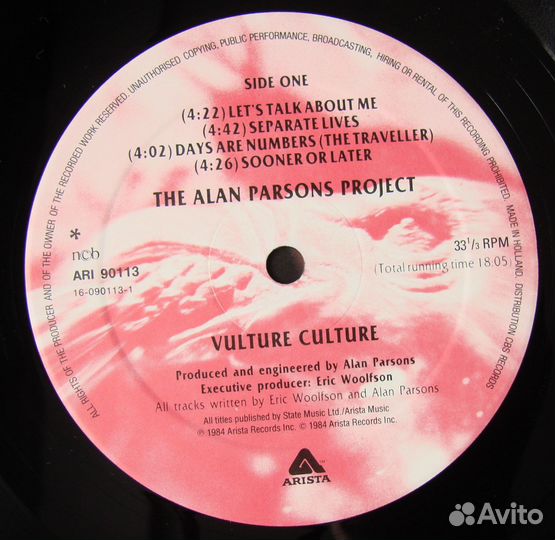 ALL RIGHTS OF THE PRODUCER AND OF THE OWNER OF THE RECORDED WORK RESERVED. UNAUTHORISED COPYING, PUBLIC PERFORMANCE, BROADCASTING, HIRING OR RENTAL OF THIS RECORDING PROHIBITED. MADE IN HOLLAND. DISTRIBUTION CBS RECORDS
SIDE ONE
(4:22) LET'S TALK ABOUT ME
(4:42) SEPARATE LIVES
(4:02) DAYS ARE NUMBERS (THE TRAVELLER)
(4:26) SOONER OR LATER
THE ALAN PARSONS PROJECT
*
ncb
ARI 90113
16-090113-1
33 1/3 RPM
(Total running time 18:05)
VULTURE CULTURE
Produced and engineered by Alan Parsons
Executive producer: Eric Woolfson
All tracks written by Eric Woolfson and Alan Parsons
All titles published by State Music Ltd./Arista Music
℗ 1984 Arista Records Inc. © 1984 Arista Records Inc.
ARISTA™
Avito